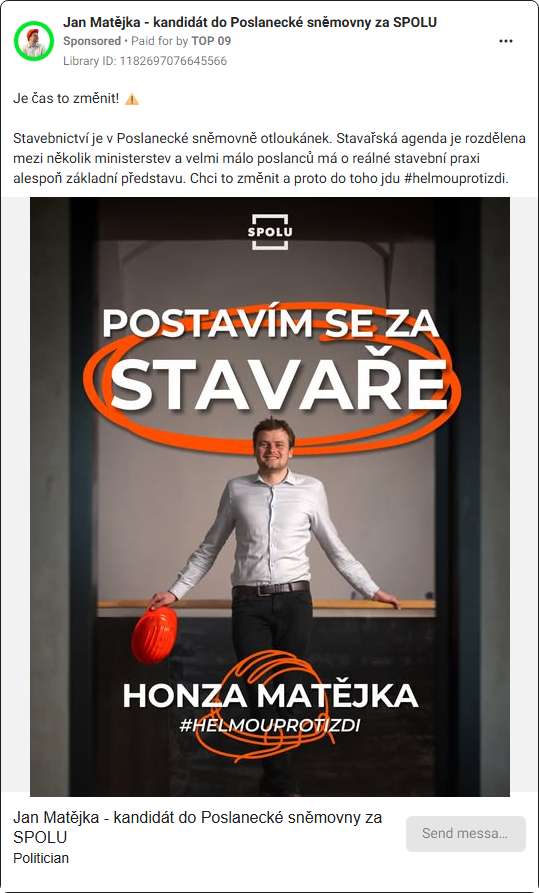 Jan Matějka - kandidát do Poslanecké sněmovny za SPOLU
Sponsored • Paid for by TOP 09
Library ID: 1182697076645566
Je čas to změnit! ⚠️
Stavebnictví je v Poslanecké sněmovně otloukánek. Stavařská agenda je rozdělena
mezi několik ministerstev a velmi málo poslanců má o reálné stavební praxi
alespoň základní představu. Chci to změnit a proto do toho jdu #helmouprotizdi.
SPOLU
POSTAVÍM SE ZA
STAVAŘE
HONZA MATĚJKA
#HELMOUPROTIZDI
Jan Matějka - kandidát do Poslanecké sněmovny za
SPOLU
Politician
Send messa...